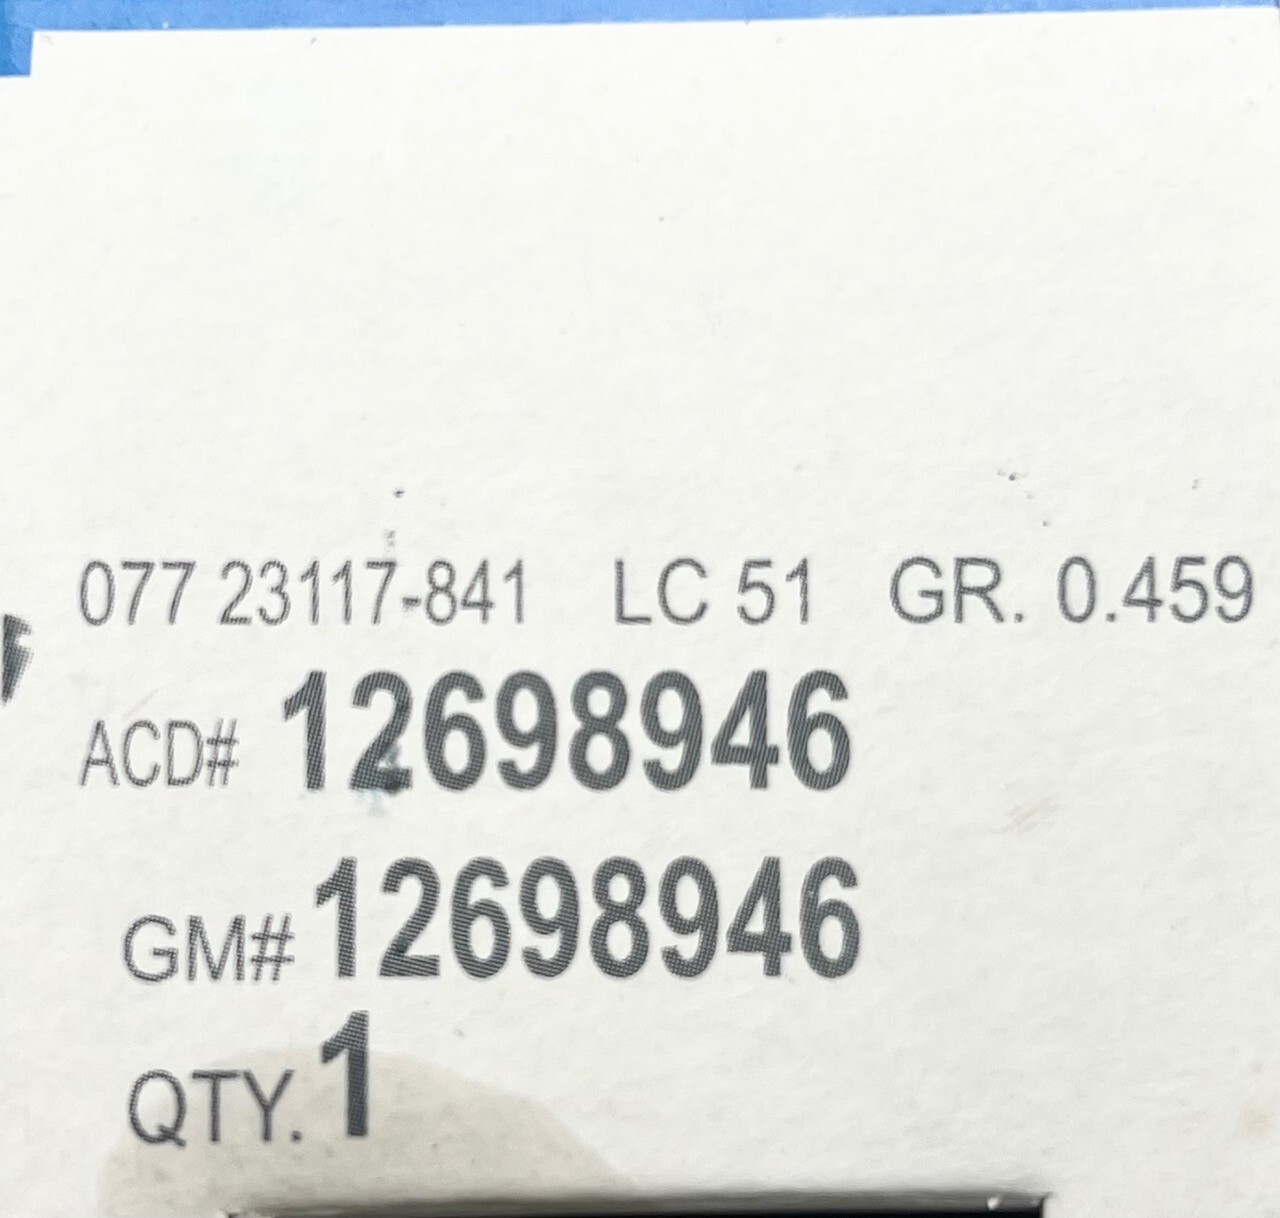 077 23117-841 LC 51 GR. 0.459
ACD# 12698946
GM# 12698946
QTY. 1